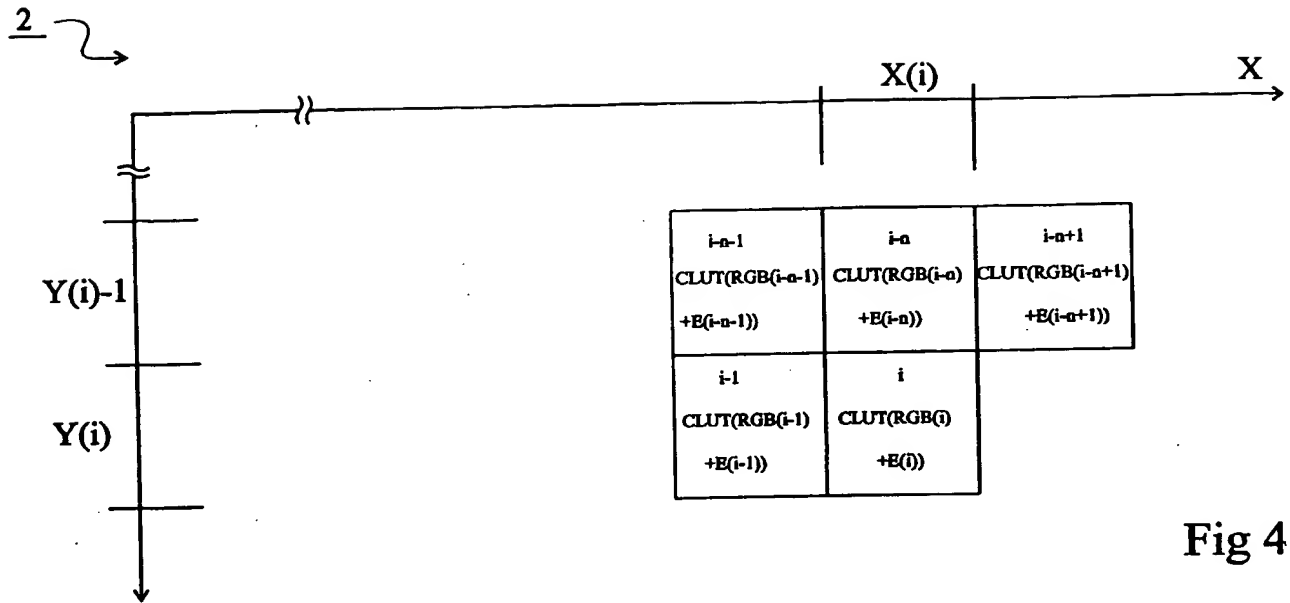 2
X(i)
X
i-n-1
CLUT(RGB(i-n-1)
+E(i-n-1))
i-n
CLUT(RGB(i-n)
+E(i-n))
i-n+1
CLUT(RGB(i-n+1)
+E(i-n+1))
Y(i)-1
i-1
CLUT(RGB(i-1)
+E(i-1))
i
CLUT(RGB(i)
+E(i))
Y(i)
Fig 4